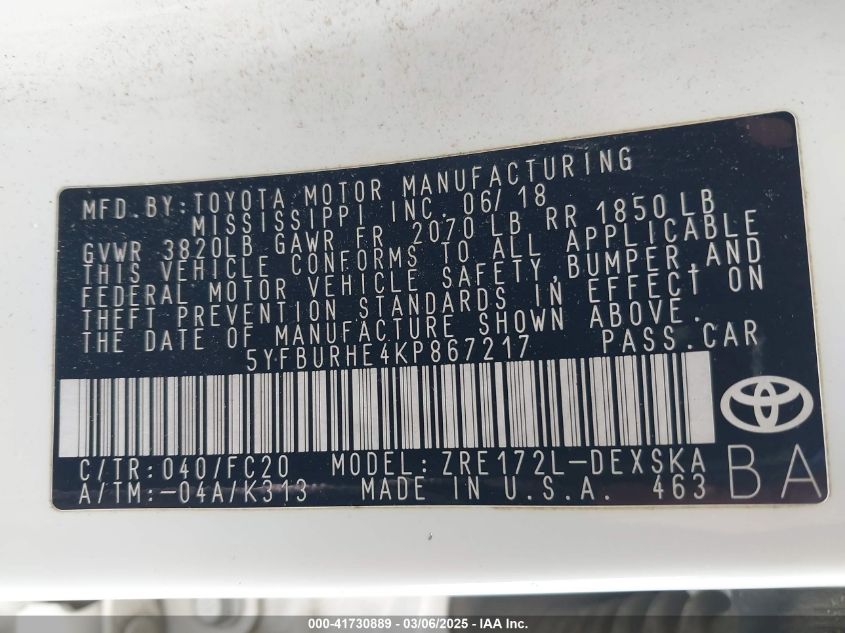 MFD. BY: TOYOTA MOTOR MANUFACTURING
MISSISSIPPI INC. 06/18
GVWR 3820LB GAWR FR 2070 LB RR 1850 LB
THIS VEHICLE CONFORMS TO ALL APPLICABLE
FEDERAL MOTOR VEHICLE SAFETY, BUMPER, AND
THEFT PREVENTION STANDARDS IN EFFECT ON
THE DATE OF MANUFACTURE SHOWN ABOVE.
5YFBURHE4KP867217 PASS. CAR
C/TR: 040/FC20 MODEL: ZRE172L-DEXSKA
A/TM: -04A/K313 MADE IN U.S.A. 463
BA
000-41730889 - 03/06/2025 - IAA Inc.